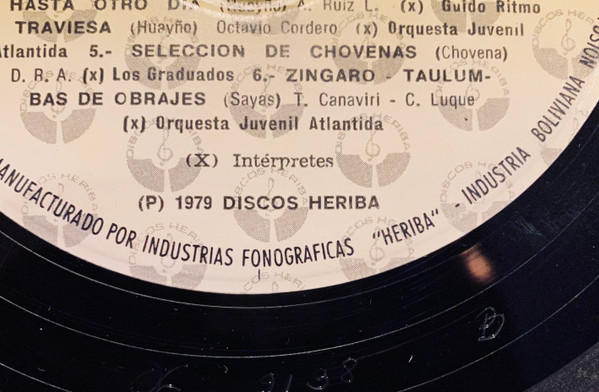 HASTA OTRO DIA (Huayño) A. Ruiz L. (x) Guido Ritmo
TRAVIESA (Huayño) Octavio Cordero (x) Orquesta Juvenil
Atlantida 5.- SELECCION DE CHOVENAS (Chovena)
D. R. A. (x) Los Graduados 6.- ZINGARO - TAULUM-
BAS DE OBRAJES (Sayas) T. Canaviri - C. Luque
(x) Orquesta Juvenil Atlantida
(X) Intérpretes
(P) 1979 DISCOS HERIBA
MANUFACTURADO POR INDUSTRIAS FONOGRAFICAS "HERIBA" - INDUSTRIA BOLIVIANA
DISCOS HERIBA